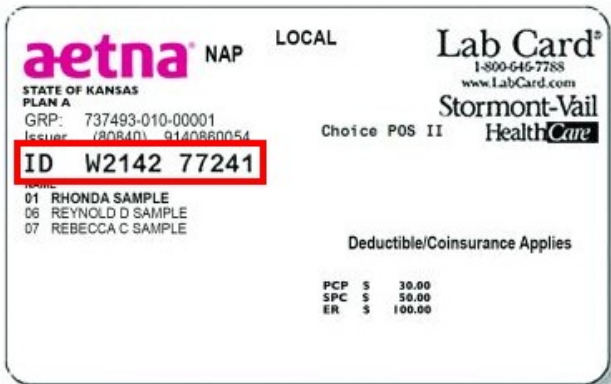 aetna® NAP LOCAL
Lab Card®
1-800-646-7788
www.LabCard.com
STATE OF KANSAS
PLAN A
Stormont-Vail
HealthCare
GRP: 737493-010-00001
Issuer (80840) 9140860054
Choice POS II
ID W2142 77241
NAME
01 RHONDA SAMPLE
06 REYNOLD D SAMPLE
07 REBECCA C SAMPLE
Deductible/Coinsurance Applies
PCP $ 30.00
SPC $ 50.00
ER $ 100.00